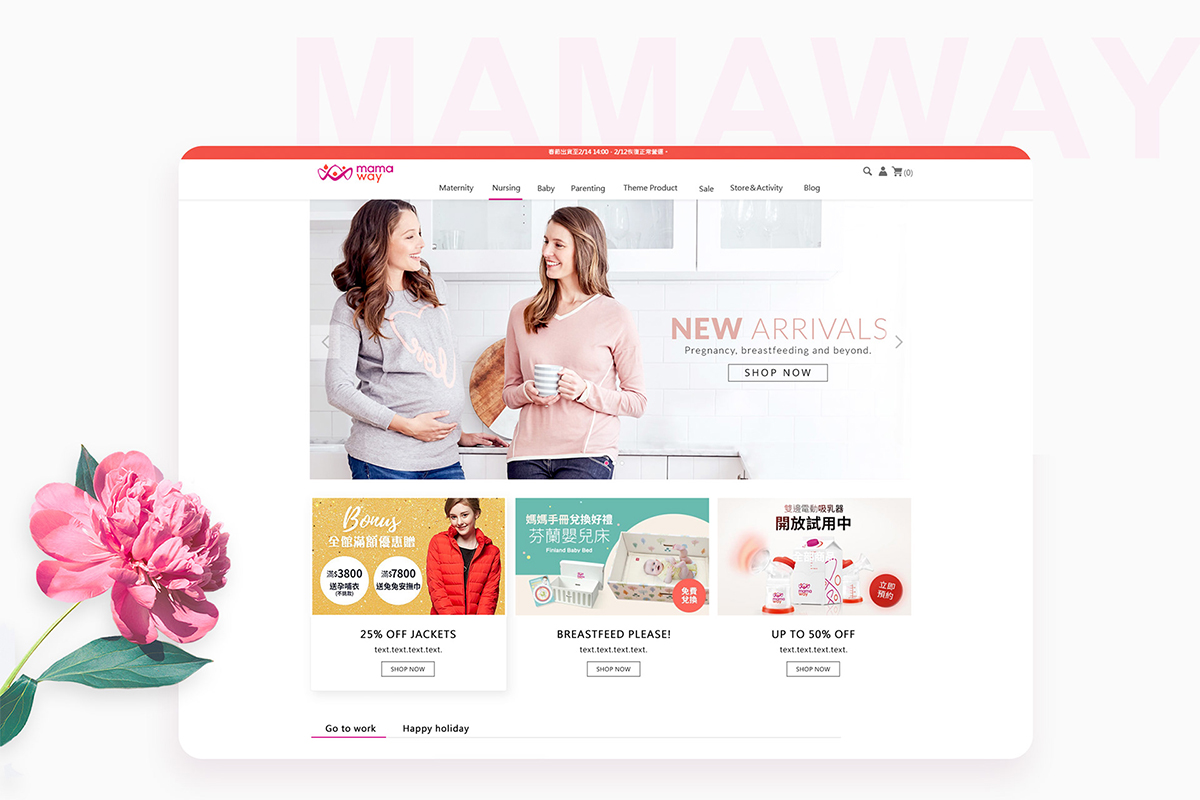 MAMAWAY
春節出貨至2/14 14:00，2/12恢復正常營運。
mama
way
(0)
Maternity Nursing Baby Parenting Theme Product Sale Store&Activity Blog
love
NEW ARRIVALS
Pregnancy, breastfeeding and beyond.
SHOP NOW
Bonus
全館滿額優惠贈
滿$3800
送孕哺衣
(不挑款)
滿$7800
送兔兔安撫巾
25% OFF JACKETS
text.text.text.text.
SHOP NOW
媽媽手冊兌換好禮
芬蘭嬰兒床
Finland Baby Bed
免費
兌換
BREASTFEED PLEASE!
text.text.text.text.
SHOP NOW
雙邊電動吸乳器
開放試用中
mama
way
立即
預約
UP TO 50% OFF
text.text.text.text.
SHOP NOW
Go to work Happy holiday